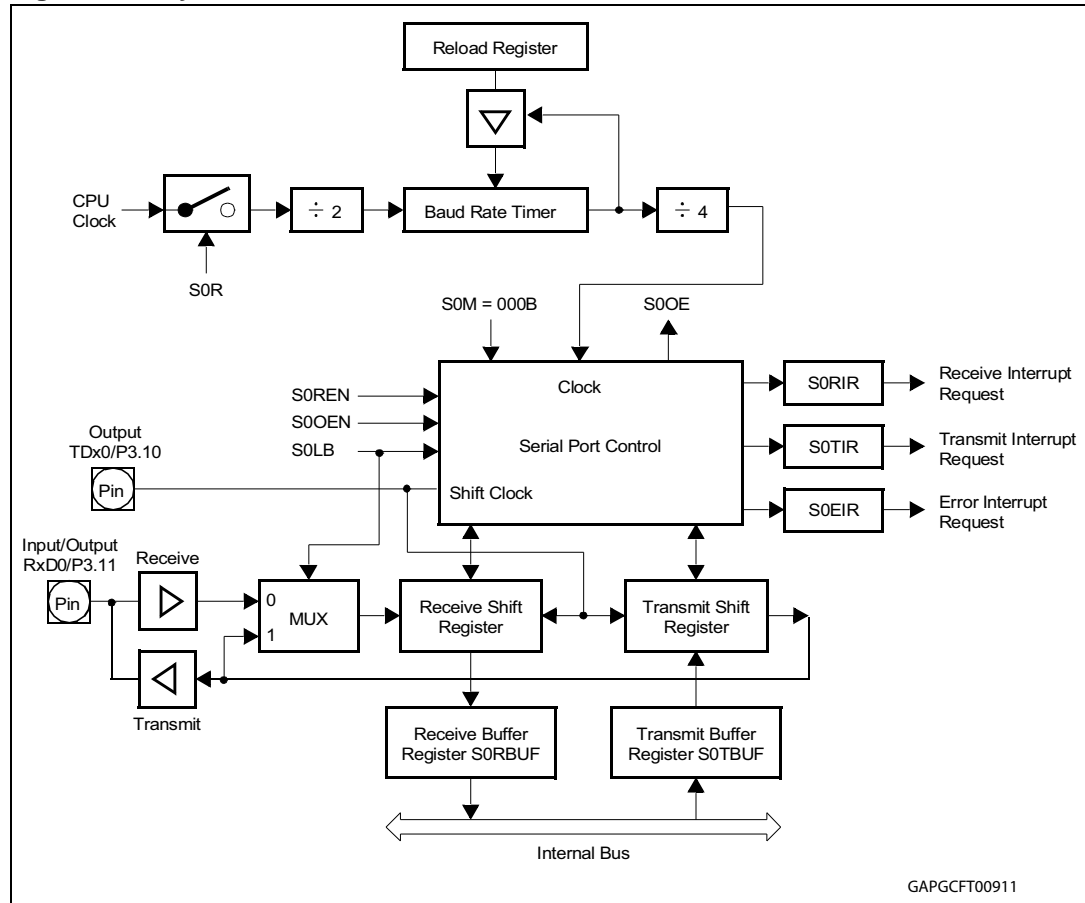 Reload Register
CPU
Clock
÷ 2
Baud Rate Timer
÷ 4
S0R
S0M = 000B
S0OE
Clock
S0REN
S0OEN
S0LB
Serial Port Control
Shift Clock
S0RIR
Receive Interrupt
Request
S0TIR
Transmit Interrupt
Request
S0EIR
Error Interrupt
Request
Output
TDx0/P3.10
Pin
Input/Output
RxD0/P3.11
Pin
Receive
0
MUX
1
Receive Shift
Register
Transmit Shift
Register
Transmit
Receive Buffer
Register S0RBUF
Transmit Buffer
Register S0TBUF
Internal Bus
GAPGCFT00911